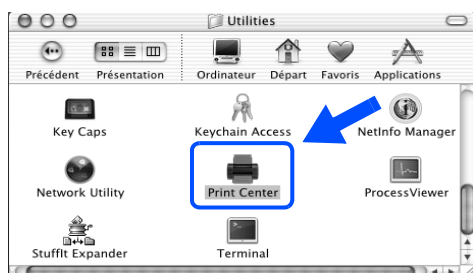 Utilities
Précédent Présentation Ordinateur Départ Favoris Applications
Key Caps Keychain Access NetInfo Manager
Network Utility Print Center ProcessViewer
StuffIt Expander Terminal